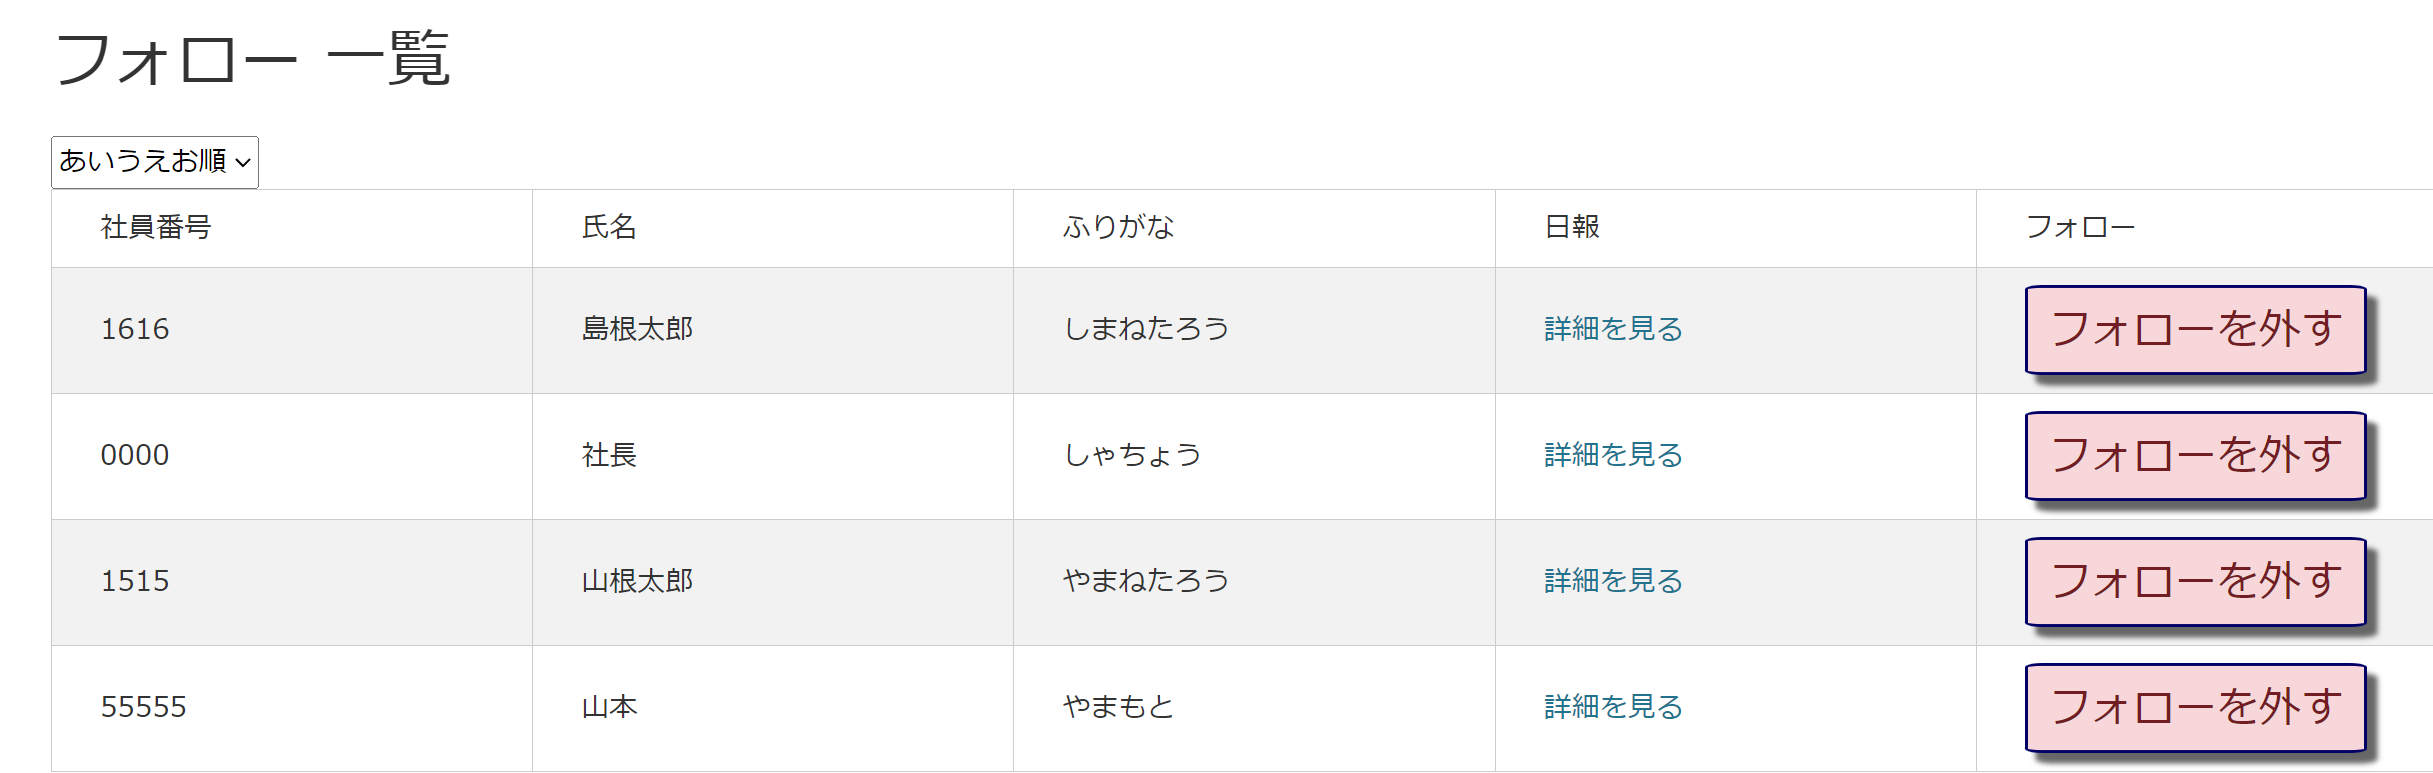 フォロー 一覧
あいうえお順
社員番号 氏名 ふりがな 日報 フォロー
1616 島根太郎 しまねたろう 詳細を見る フォローを外す
0000 社長 しゃちょう 詳細を見る フォローを外す
1515 山根太郎 やまねたろう 詳細を見る フォローを外す
55555 山本 やまもと 詳細を見る フォローを外す